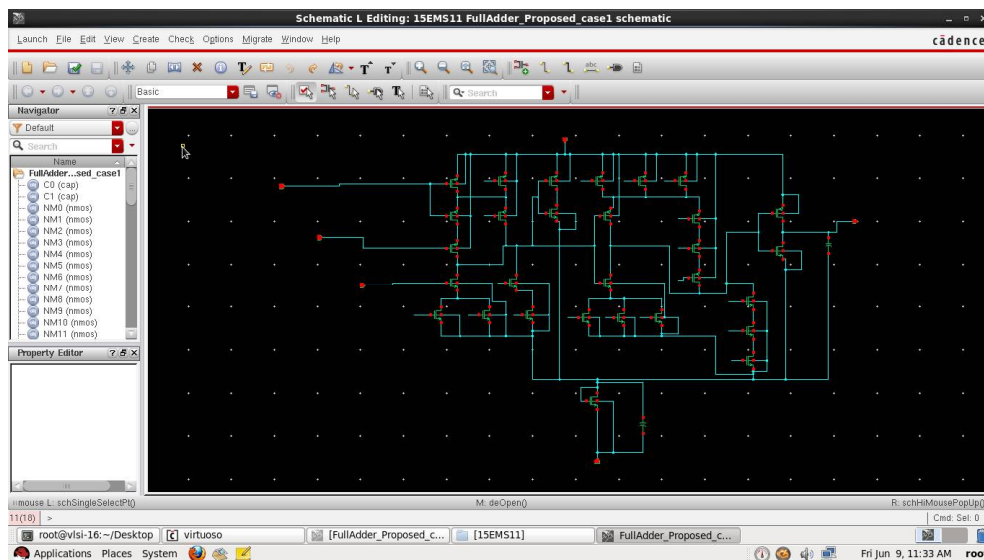 Schematic L Editing: 15EMS11 FullAdder_Proposed_case1 schematic
Launch File Edit View Create Check Options Migrate Window Help
cādence
Basic
Search
Navigator
Default
Search
Name
FullAdder...sed_case1
C0 (cap)
C1 (cap)
NM0 (nmos)
NM1 (nmos)
NM2 (nmos)
NM3 (nmos)
NM4 (nmos)
NM5 (nmos)
NM6 (nmos)
NM7 (nmos)
NM8 (nmos)
NM9 (nmos)
NM10 (nmos)
NM11 (nmos)
Property Editor
mouse L: schSingleSelectPt() M: deOpen() R: schHiMousePopUp()
11(18) > Cmd: Sel: 0
root@vlsi-16:~/Desktop virtuoso [FullAdder_Proposed_c... [15EMS11] FullAdder_Proposed_c...
Applications Places System Fri Jun 9, 11:33 AM roo